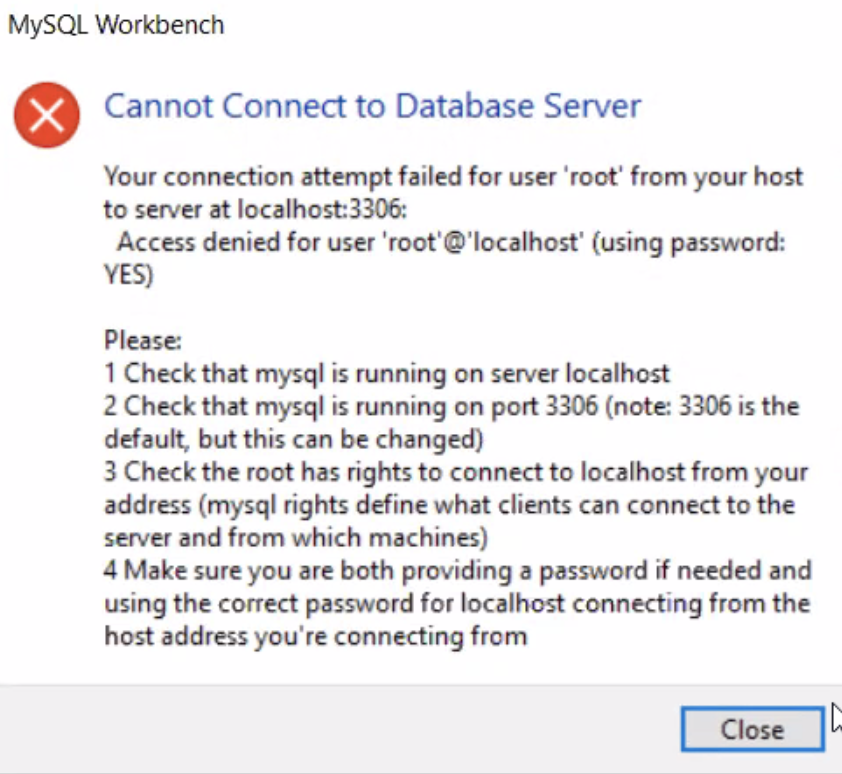 MySQL Workbench
Cannot Connect to Database Server
Your connection attempt failed for user 'root' from your host
to server at localhost:3306:
Access denied for user 'root'@'localhost' (using password:
YES)
Please:
1 Check that mysql is running on server localhost
2 Check that mysql is running on port 3306 (note: 3306 is the
default, but this can be changed)
3 Check the root has rights to connect to localhost from your
address (mysql rights define what clients can connect to the
server and from which machines)
4 Make sure you are both providing a password if needed and
using the correct password for localhost connecting from the
host address you're connecting from
Close